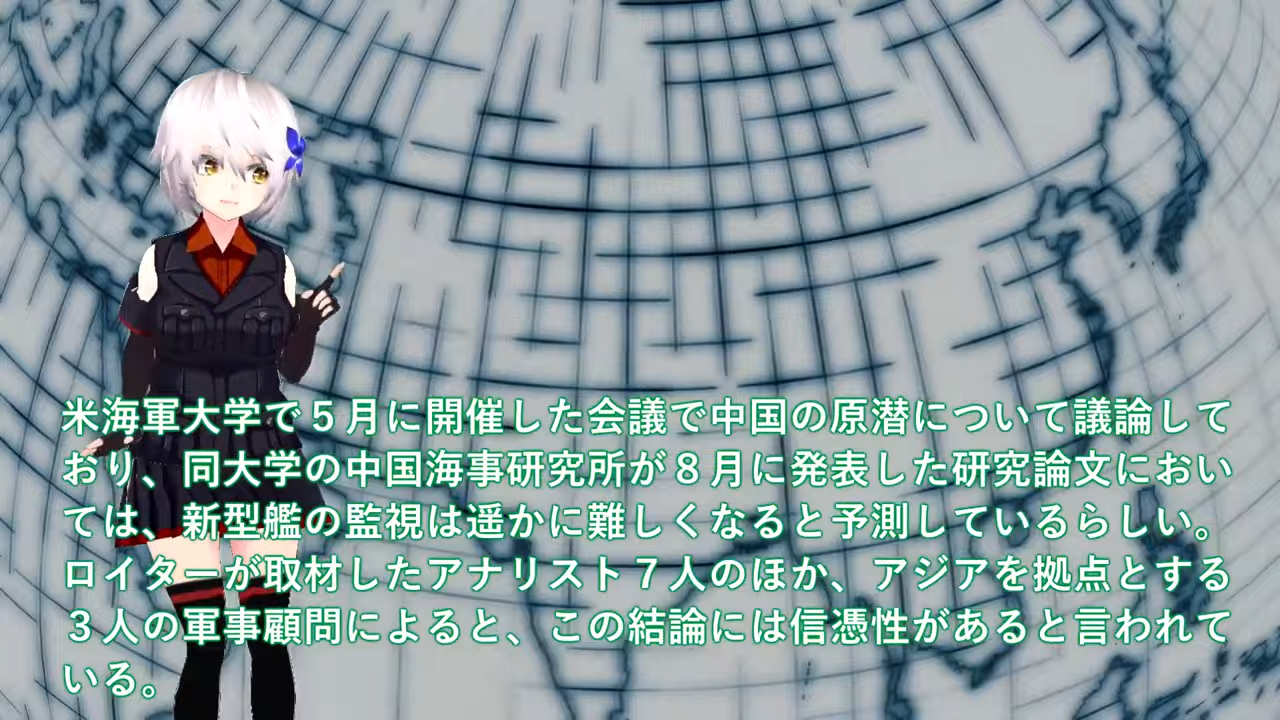 米海軍大学で５月に開催した会議で中国の原潜について議論して
おり、同大学の中国海事研究所が８月に発表した研究論文におい
ては、新型艦の監視は遥かに難しくなると予測しているらしい。
ロイターが取材したアナリスト７人のほか、アジアを拠点とする
３人の軍事顧問によると、この結論には信憑性があると言われて
いる。